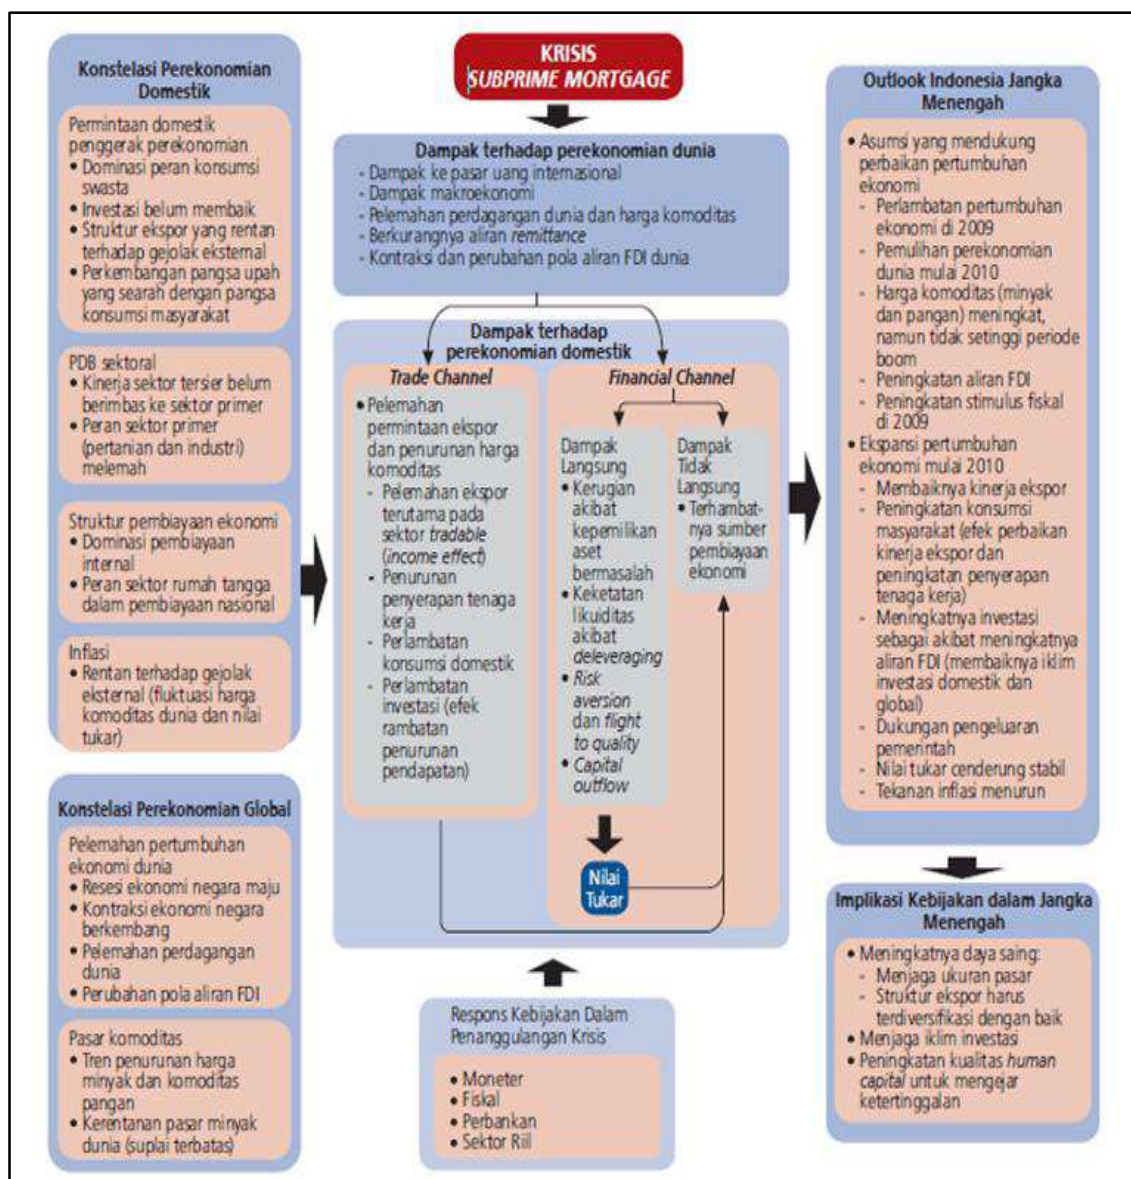 KRISIS
SUBPRIME MORTGAGE
Konstelasi Perekonomian
Domestik
Permintaan domestik
penggerak perekonomian
• Dominasi peran konsumsi
swasta
• Investasi belum membaik
• Struktur ekspor yang rentan
terhadap gejolak eksternal
• Perkembangan pangsa upah
yang searah dengan pangsa
konsumsi masyarakat
PDB sektoral
• Kinerja sektor tersier belum
berimbas ke sektor primer
• Peran sektor primer
(pertanian dan industri)
melemah
Struktur pembiayaan ekonomi
• Dominasi pembiayaan
internal
• Peran sektor rumah tangga
dalam pembiayaan nasional
Inflasi
• Rentan terhadap gejolak
eksternal (fluktuasi harga
komoditas dunia dan nilai
tukar)
Konstelasi Perekonomian Global
Pelemahan pertumbuhan
ekonomi dunia
• Resesi ekonomi negara maju
• Kontraksi ekonomi negara
berkembang
• Pelemahan perdagangan
dunia
• Perubahan pola aliran FDI
Pasar komoditas
• Tren penurunan harga
minyak dan komoditas
pangan
• Kerentanan pasar minyak
dunia (suplai terbatas)
Dampak terhadap perekonomian dunia
- Dampak ke pasar uang internasional
- Dampak makroekonomi
- Pelemahan perdagangan dunia dan harga komoditas
- Berkurangnya aliran remittance
- Kontraksi dan perubahan pola aliran FDI dunia
Dampak terhadap
perekonomian domestik
Trade Channel
• Pelemahan
permintaan ekspor
dan penurunan harga
komoditas
- Pelemahan ekspor
terutama pada
sektor tradable
(income effect)
- Penurunan
penyerapan tenaga
kerja
- Perlambatan
konsumsi domestik
- Perlambatan
investasi (efek
rambatan
penurunan
pendapatan)
Financial Channel
Dampak
Langsung
• Kerugian
akibat
kepemilikan
aset
bermasalah
• Keketatan
likuiditas
akibat
deleveraging
• Risk
aversion
dan flight
to quality
• Capital
outflow
Dampak
Tidak
Langsung
• Terhambat-
nya sumber
pembiayaan
ekonomi
Nilai
Tukar
Respons Kebijakan Dalam
Penanggulangan Krisis
• Moneter
• Fiskal
• Perbankan
• Sektor Riil
Outlook Indonesia Jangka
Menengah
• Asumsi yang mendukung
perbaikan pertumbuhan
ekonomi
- Perlambatan pertumbuhan
ekonomi di 2009
- Pemulihan perekonomian
dunia mulai 2010
- Harga komoditas (minyak
dan pangan) meningkat,
namun tidak setinggi periode
boom
- Peningkatan aliran FDI
- Peningkatan stimulus fiskal
di 2009
• Ekspansi pertumbuhan
ekonomi mulai 2010
- Membaiknya kinerja ekspor
- Peningkatan konsumsi
masyarakat (efek perbaikan
kinerja ekspor dan
peningkatan penyerapan
tenaga kerja)
- Meningkatnya investasi
sebagai akibat meningkatnya
aliran FDI (membaiknya iklim
investasi domestik dan
global)
- Dukungan pengeluaran
pemerintah
- Nilai tukar cenderung stabil
- Tekanan inflasi menurun
Implikasi Kebijakan dalam Jangka
Menengah
• Meningkatnya daya saing:
- Menjaga ukuran pasar
- Struktur ekspor harus
terdiversifikasi dengan baik
• Menjaga iklim investasi
• Peningkatan kualitas human
capital untuk mengejar
ketertinggalan